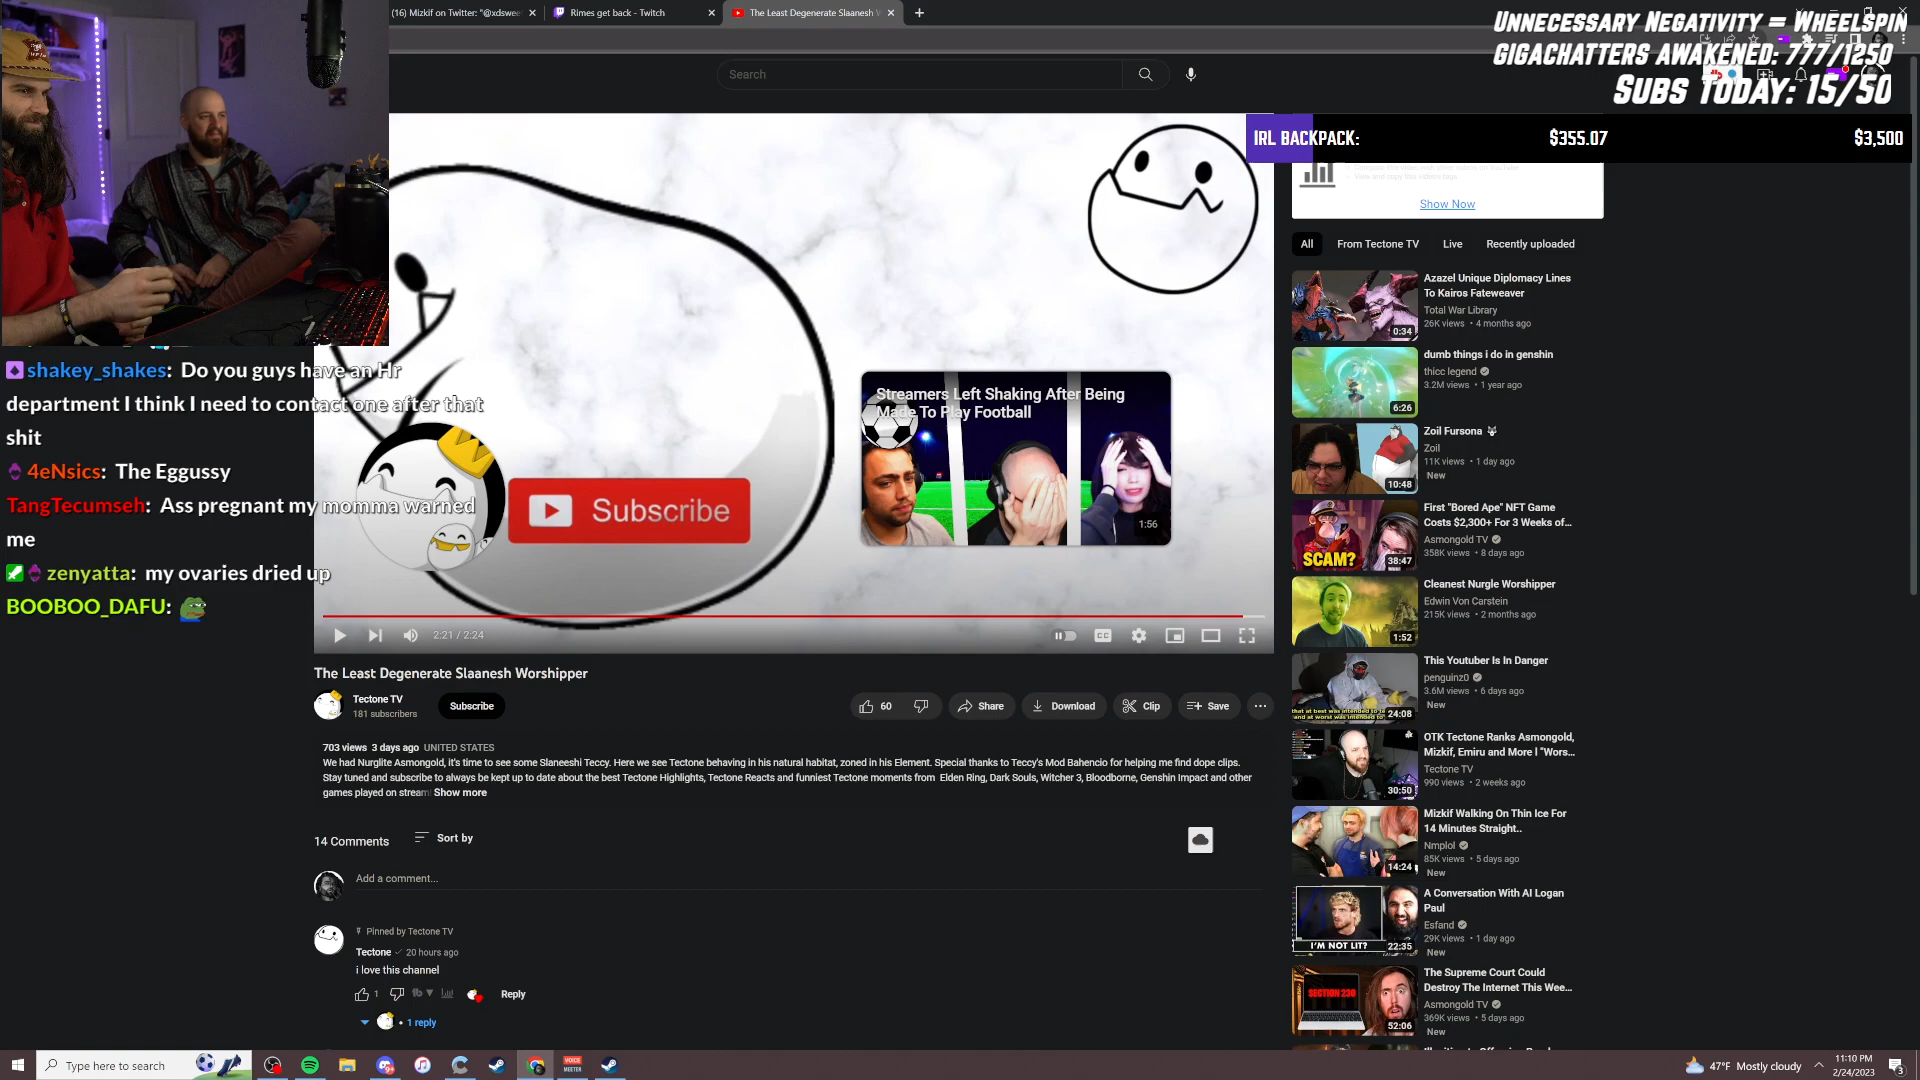 (16) Mizkif on Twitter: "@xdswee
Rimes get back - Twitch
The Least Degenerate Slaanesh W
UNNECESSARY NEGATIVITY = WHEELSPIN
GIGACHATTERS AWAKENED: 777/1250
SUBS TODAY: 15/50
Search
IRL BACKPACK:
$355.07
$3,500
Show Now
All
From Tectone TV
Live
Recently uploaded
shakey_shakes: Do you guys have an Hr
department I think I need to contact one after that
shit
4eNsics: The Eggussy
TangTecumseh: Ass pregnant my momma warned
me
zenyatta: my ovaries dried up
BOOBOO_DAFU:
Streamers Left Shaking After Being
Made To Play Football
1:56
Subscribe
2:21 / 2:24
CC
The Least Degenerate Slaanesh Worshipper
Tectone TV
181 subscribers
Subscribe
60
Share
Download
Clip
Save
703 views 3 days ago UNITED STATES
We had Nurglite Asmongold, it's time to see some Slaneeshi Teccy. Here we see Tectone behaving in his natural habitat, zoned in his Element. Special thanks to Teccy's Mod Bahencio for helping me find dope clips.
Stay tuned and subscribe to always be kept up to date about the best Tectone Highlights, Tectone Reacts and funniest Tectone moments from Elden Ring, Dark Souls, Witcher 3, Bloodborne, Genshin Impact and other
games played on stream! Show more
14 Comments
Sort by
Add a comment...
Pinned by Tectone TV
Tectone
20 hours ago
i love this channel
1
Reply
• 1 reply
Azazel Unique Diplomacy Lines
To Kairos Fateweaver
Total War Library
26K views • 4 months ago
0:34
dumb things i do in genshin
thicc legend
3.2M views • 1 year ago
6:26
Zoil Fursona
Zoil
11K views • 1 day ago
New
10:48
First "Bored Ape" NFT Game
Costs $2,300+ For 3 Weeks of...
Asmongold TV
358K views • 8 days ago
SCAM?
38:47
Cleanest Nurgle Worshipper
Edwin Von Carstein
215K views • 2 months ago
1:52
This Youtuber Is In Danger
penguinz0
3.6M views • 6 days ago
New
24:08
OTK Tectone Ranks Asmongold,
Mizkif, Emiru and More l "Wors...
Tectone TV
990 views • 2 weeks ago
30:50
Mizkif Walking On Thin Ice For
14 Minutes Straight..
Nmplol
85K views • 5 days ago
New
14:24
A Conversation With AI Logan
Paul
Esfand
29K views • 1 day ago
New
I'M NOT LIT?
22:35
The Supreme Court Could
Destroy The Internet This Wee...
Asmongold TV
369K views • 5 days ago
New
SECTION 230
52:06
Type here to search
VOICE
MEETER
47°F Mostly cloudy
11:10 PM
2/24/2023
3